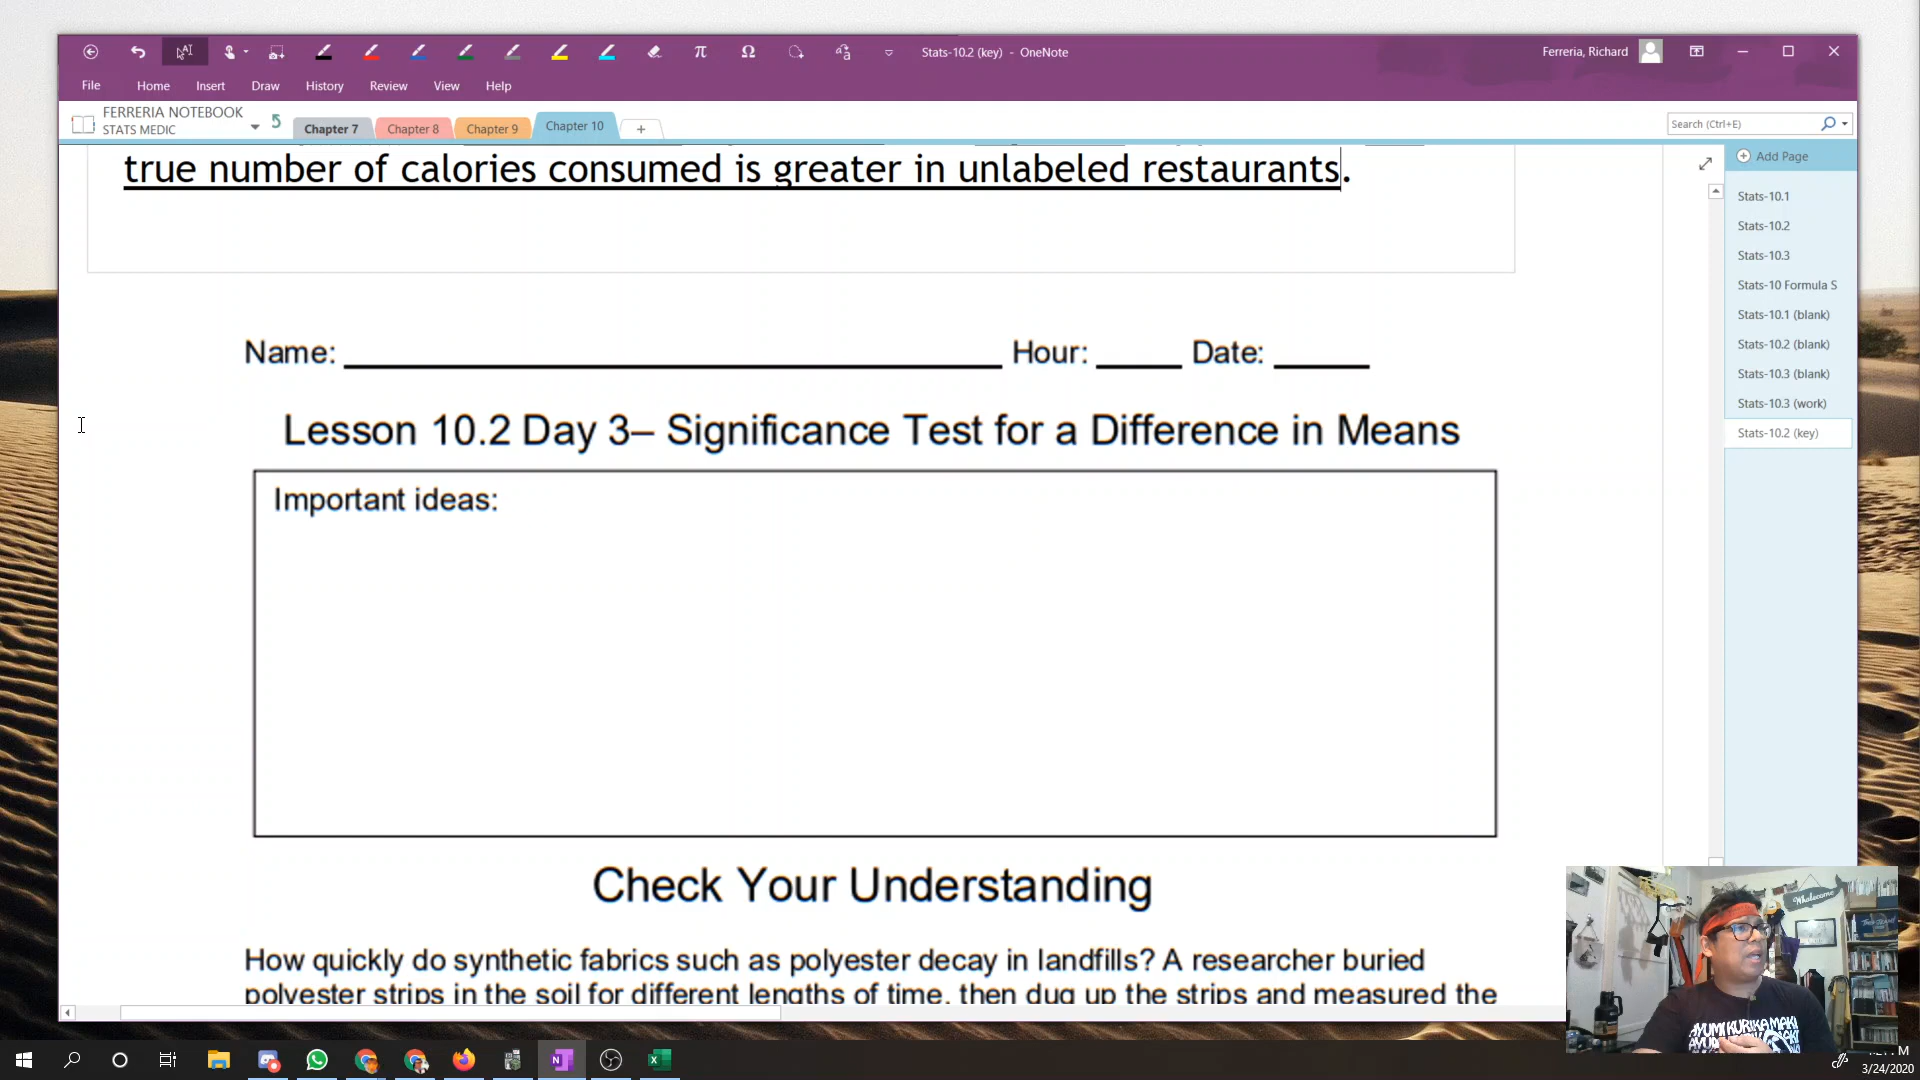 Stats-10.2 (key) - OneNote
Ferreria, Richard
File Home Insert Draw History Review View Help
FERRERIA NOTEBOOK
STATS MEDIC
Chapter 7 Chapter 8 Chapter 9 Chapter 10
Search (Ctrl+E)
Add Page
Stats-10.1
Stats-10.2
Stats-10.3
Stats-10 Formula S
Stats-10.1 (blank)
Stats-10.2 (blank)
Stats-10.3 (blank)
Stats-10.3 (work)
Stats-10.2 (key)
true number of calories consumed is greater in unlabeled restaurants.
Name: Hour: Date:
Lesson 10.2 Day 3– Significance Test for a Difference in Means
Important ideas:
Check Your Understanding
How quickly do synthetic fabrics such as polyester decay in landfills? A researcher buried
polyester strips in the soil for different lengths of time, then dug up the strips and measured the
3/24/2020